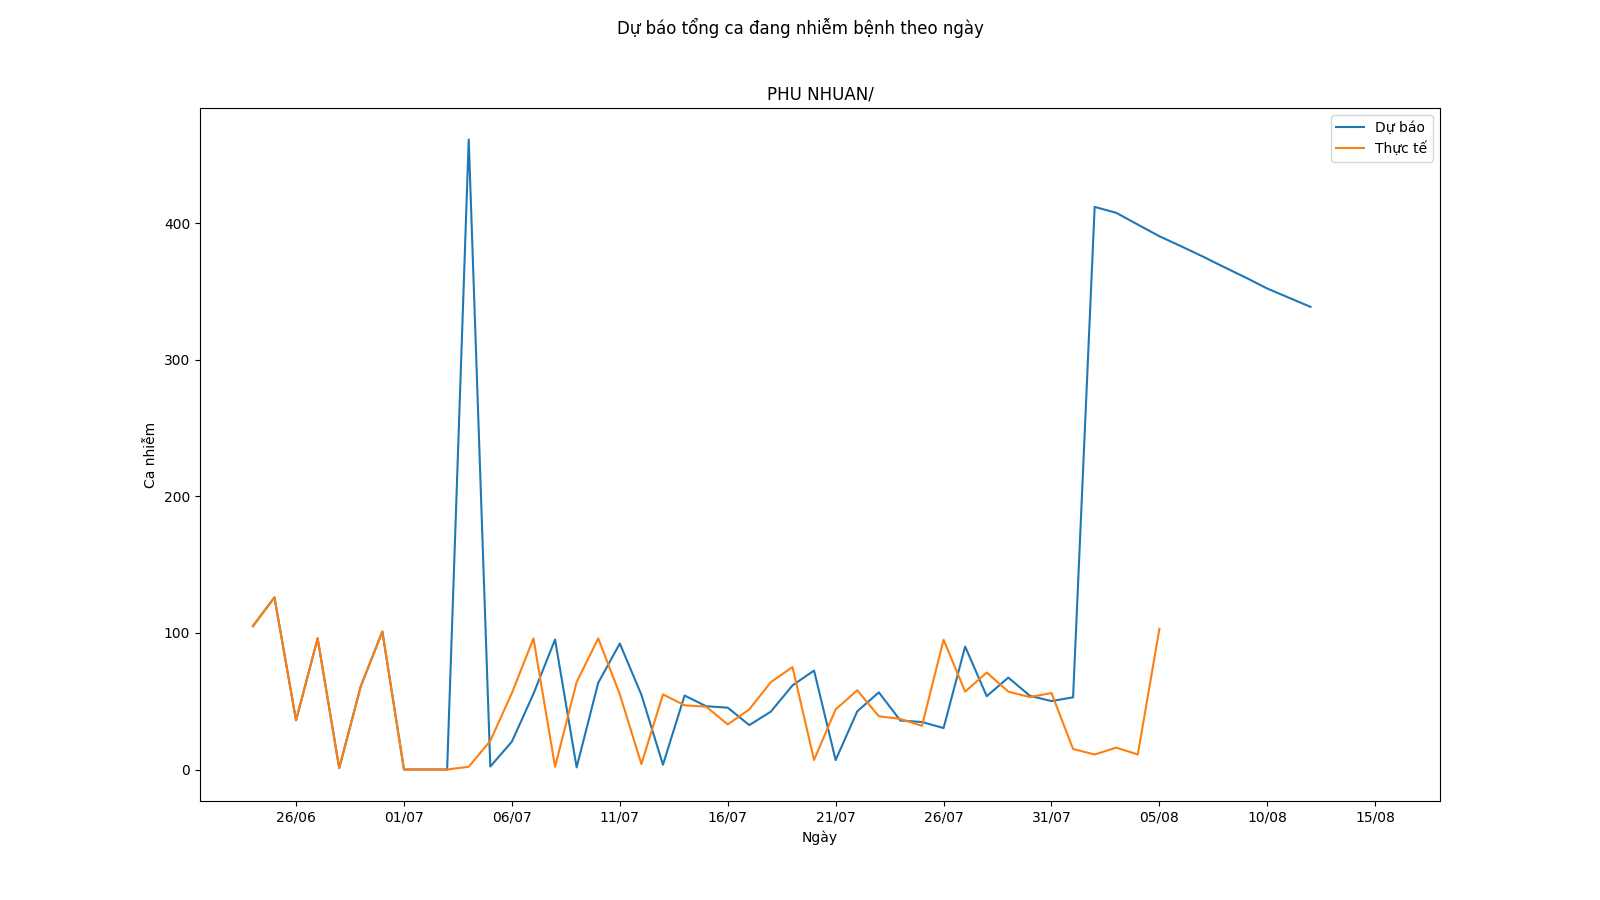 Dự báo tổng ca đang nhiễm bệnh theo ngày
PHU NHUAN/
Dự báo
Thực tế
400
300
200
100
0
Ca nhiễm
26/06 01/07 06/07 11/07 16/07 21/07 26/07 31/07 05/08 10/08 15/08
Ngày